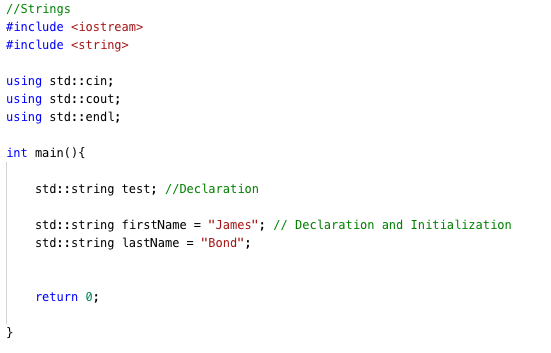 //Strings
#include <iostream>
#include <string>
using std::cin;
using std::cout;
using std::endl;
int main(){
std::string test; //Declaration
std::string firstName = "James"; // Declaration and Initialization
std::string lastName = "Bond";
return 0;
}